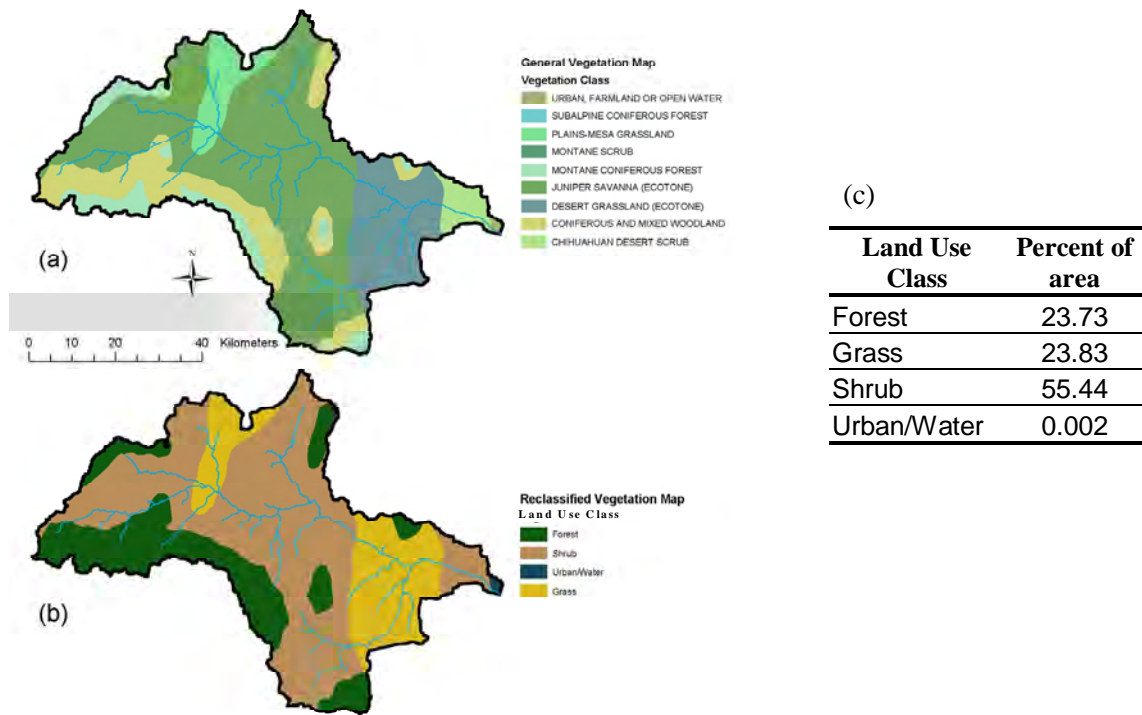 General Vegetation Map
Vegetation Class
URBAN, FARMLAND OR OPEN WATER
SUBALPINE CONIFEROUS FOREST
PLAINS-MESA GRASSLAND
MONTANE SCRUB
MONTANE CONIFEROUS FOREST
JUNIPER SAVANNA (ECOTONE)
DESERT GRASSLAND (ECOTONE)
CONIFEROUS AND MIXED WOODLAND
CHIHUAHUAN DESERT SCRUB
(a)
N
0 10 20 40 Kilometers
(b)
Reclassified Vegetation Map
Land Use Class
Forest
Shrub
Urban/Water
Grass
(c)
Land Use Class Percent of area
Forest 23.73
Grass 23.83
Shrub 55.44
Urban/Water 0.002